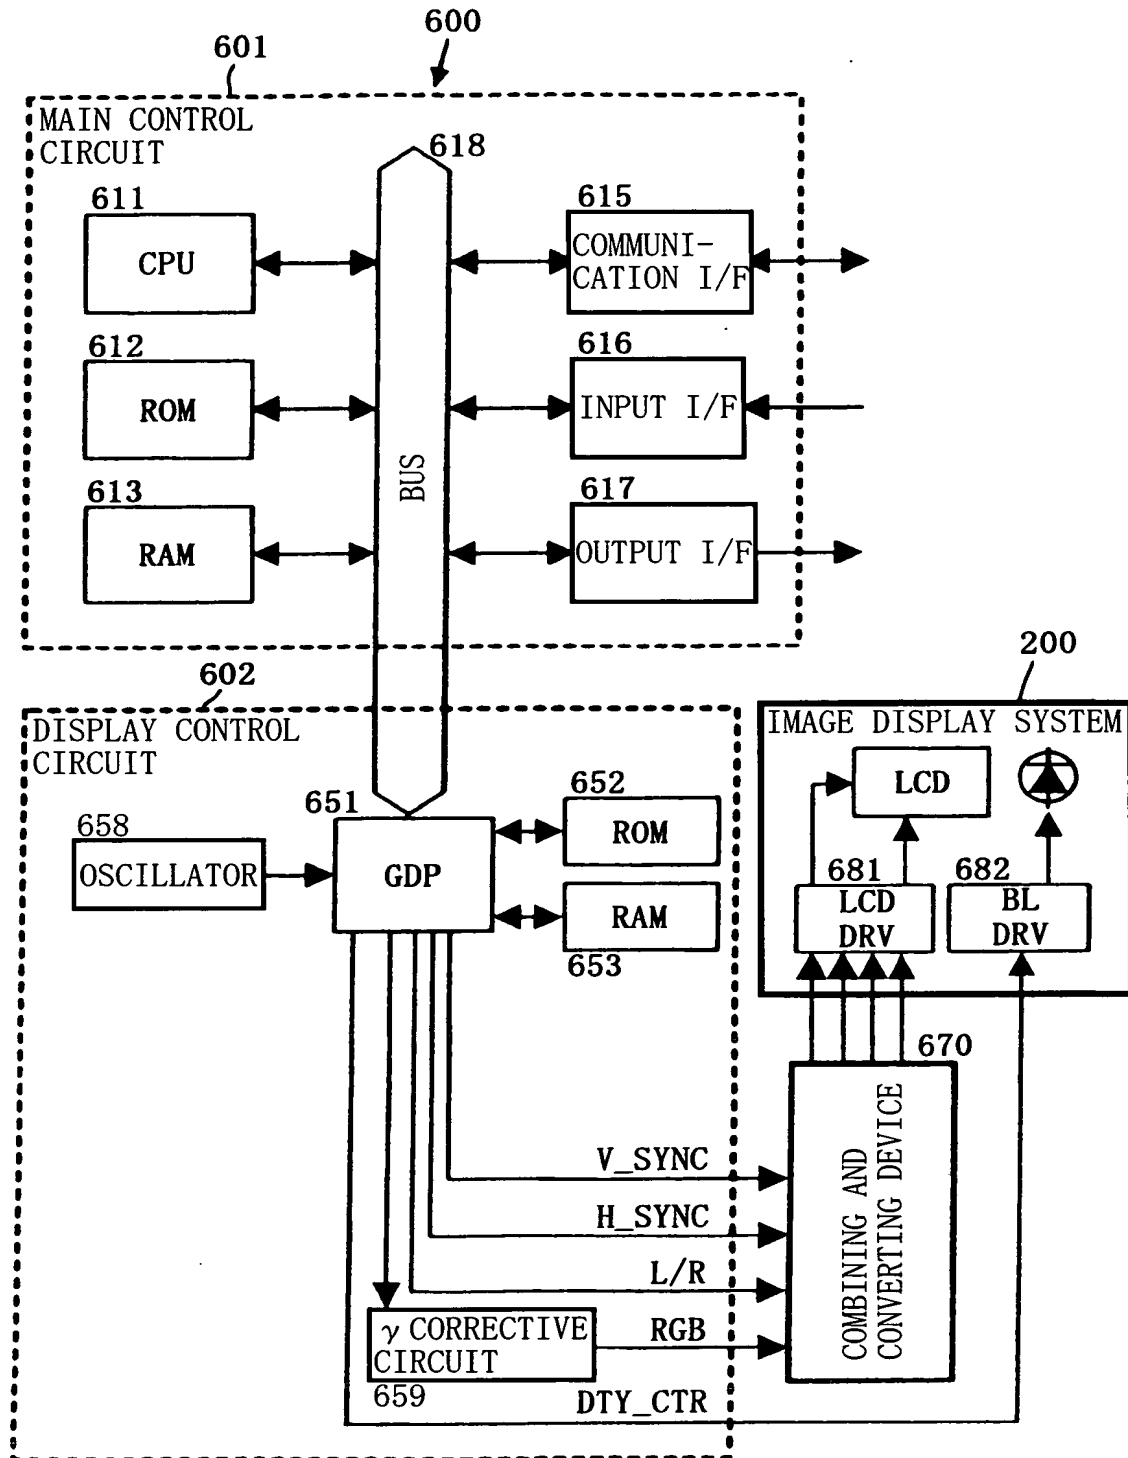 600
601
MAIN CONTROL
CIRCUIT
618
611
CPU
615
COMMUNI-
CATION I/F
612
ROM
616
INPUT I/F
BUS
613
RAM
617
OUTPUT I/F
602
200
DISPLAY CONTROL
CIRCUIT
IMAGE DISPLAY SYSTEM
LCD
651
GDP
652
ROM
658
OSCILLATOR
RAM
653
681
LCD
DRV
682
BL
DRV
670
COMBINING AND
CONVERTING DEVICE
V_SYNC
H_SYNC
L/R
RGB
γ CORRECTIVE
CIRCUIT
659
DTY_CTR